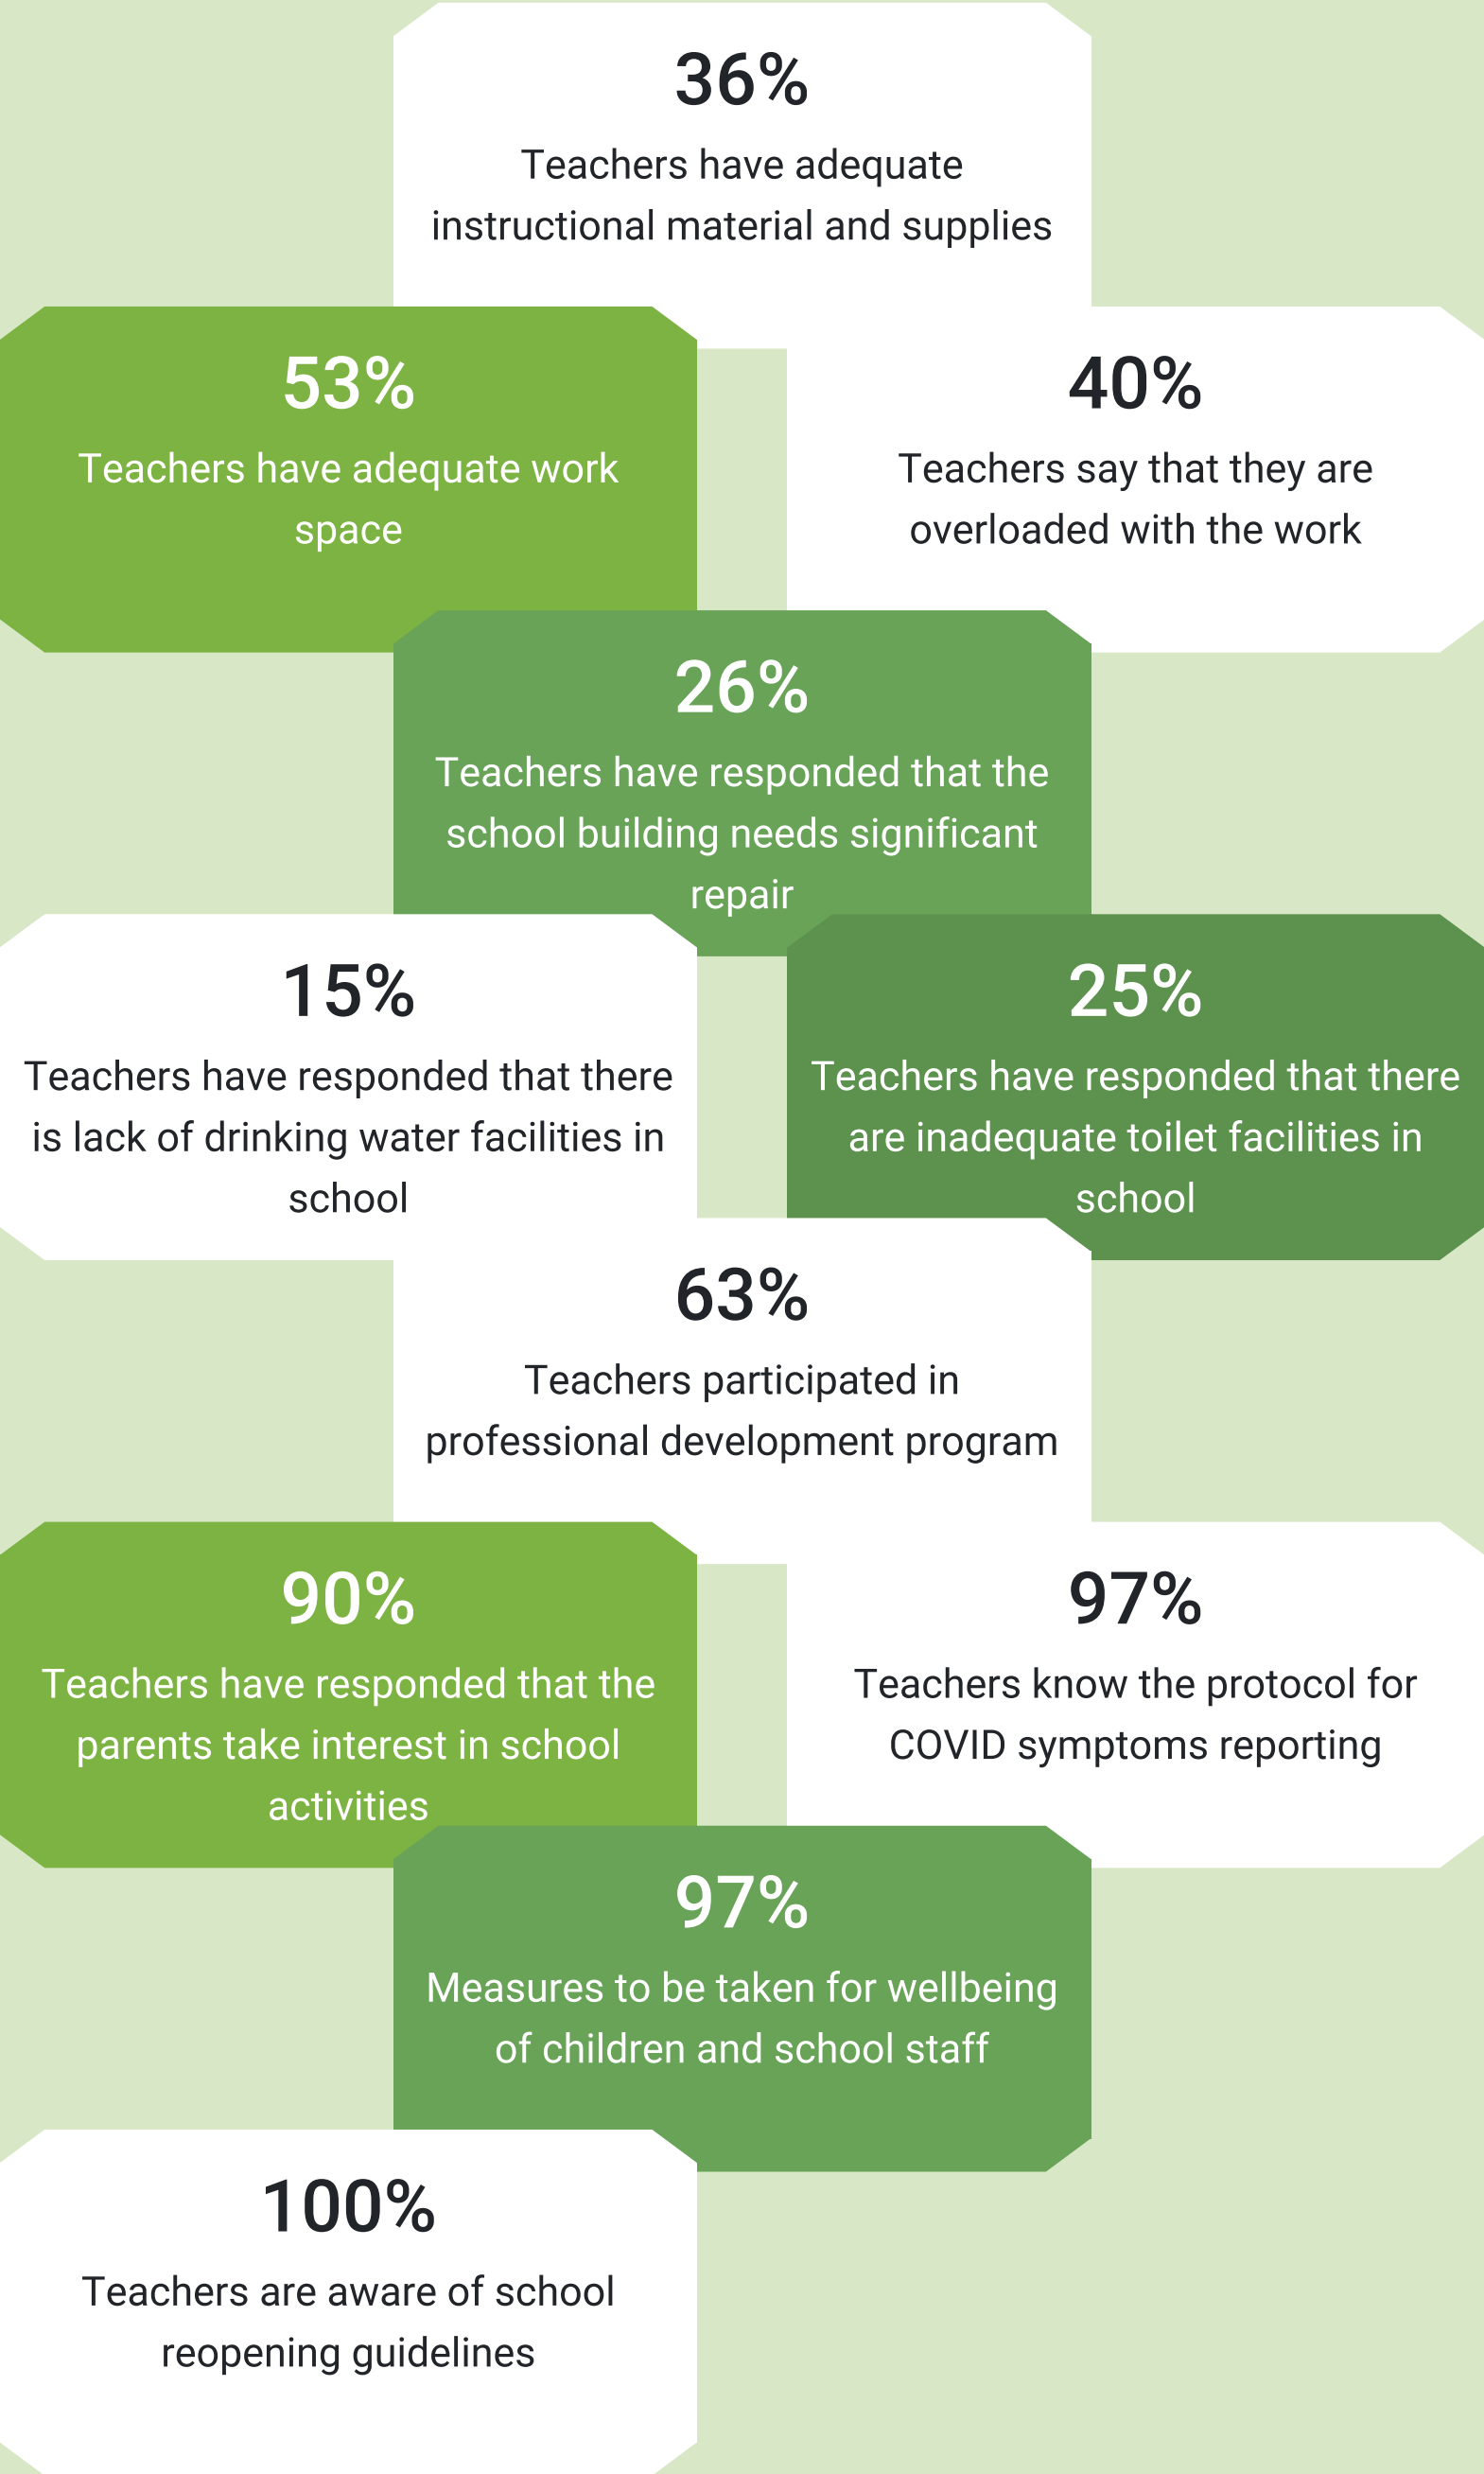 36%
Teachers have adequate
instructional material and supplies
53%
Teachers have adequate work
space
40%
Teachers say that they are
overloaded with the work
26%
Teachers have responded that the
school building needs significant
repair
15%
Teachers have responded that there
is lack of drinking water facilities in
school
25%
Teachers have responded that there
are inadequate toilet facilities in
school
63%
Teachers participated in
professional development program
90%
Teachers have responded that the
parents take interest in school
activities
97%
Teachers know the protocol for
COVID symptoms reporting
97%
Measures to be taken for wellbeing
of children and school staff
100%
Teachers are aware of school
reopening guidelines